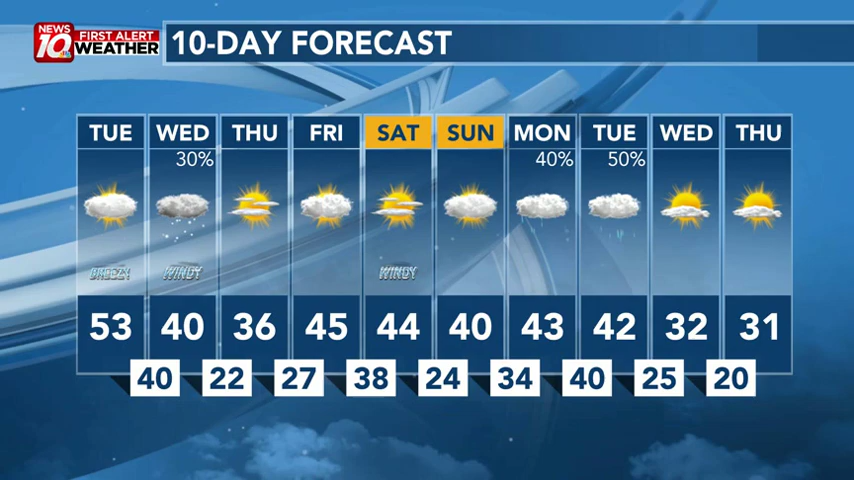 NEWS
10
FIRST ALERT
WEATHER
10-DAY FORECAST
TUE WED THU FRI SAT SUN MON TUE WED THU
30% 40% 50%
BREEZY WINDY WINDY
53 40 36 45 44 40 43 42 32 31
40 22 27 38 24 34 40 25 20